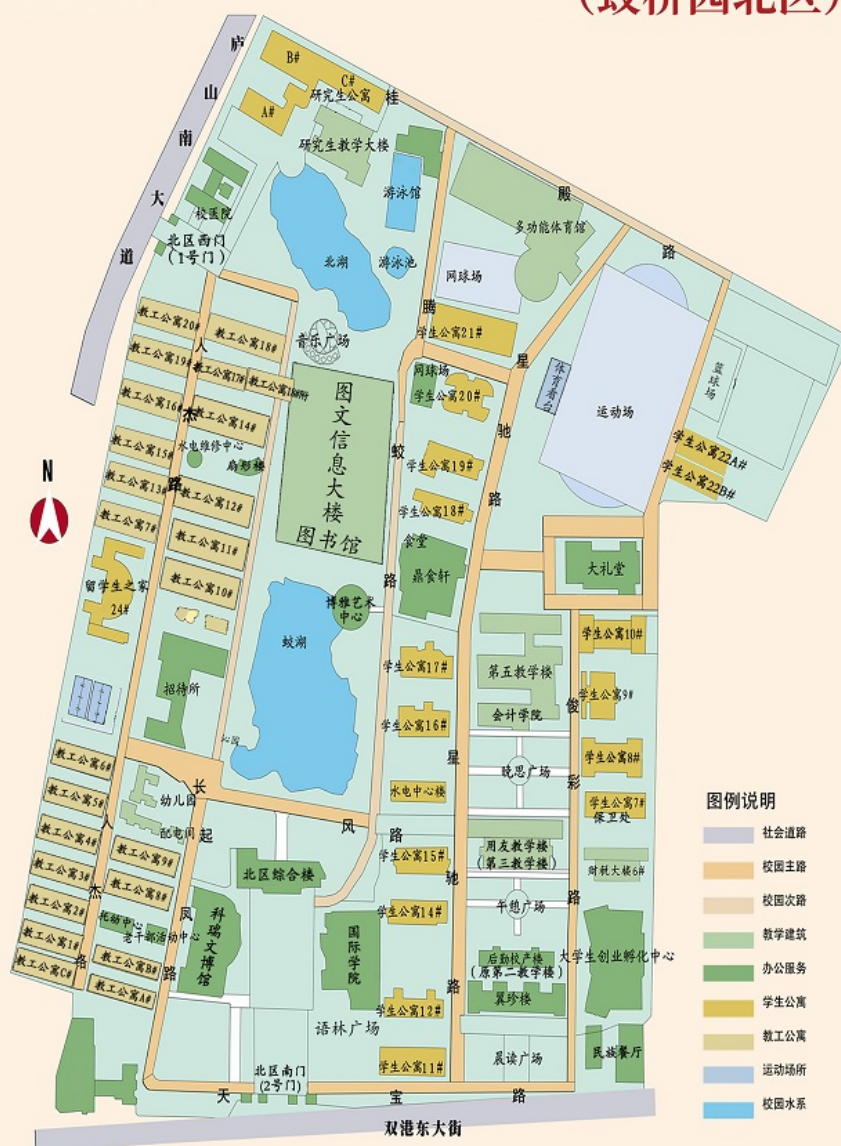 (蛟桥园北区)
庐山南大道
B#
C#
研究生公寓
A#
桂殿路
研究生教学大楼
游泳馆
校医院
多功能体育馆
北区西门
(1号门)
北湖
游泳池
网球场
腾蛟路
教工公寓20#
教工公寓18#
人杰路
音乐广场
学生公寓21#
星驰路
教工公寓19#
教工公寓17#
教工公寓18#附
网球场
学生公寓20#
体育看台
运动场
篮球场
教工公寓16#
教工公寓14#
图文信息大楼
图书馆
水电维修中心
扇形楼
教工公寓15#
学生公寓19#
学生公寓22A#
学生公寓22B#
教工公寓13#
教工公寓12#
学生公寓18#
N
教工公寓7#
教工公寓11#
食堂
鼎食轩
大礼堂
留学生之家
24#
教工公寓10#
博雅艺术
中心
蛟湖
学生公寓10#
招待所
学生公寓17#
第五教学楼
学生公寓9#
会计学院
俊彩路
学生公寓16#
沁园
教工公寓6#
星驰路
晚思广场
学生公寓8#
长风路
幼儿园
教工公寓5#
水电中心楼
学生公寓7#
保卫处
图例说明
社会道路
校园主路
校园次路
教学建筑
办公服务
学生公寓
教工公寓
运动场所
校园水系
配电间
起凤路
人杰路
教工公寓4#
教工公寓9#
学生公寓15#
用友教学楼
(第三教学楼)
教工公寓3#
教工公寓8#
北区综合楼
财税大楼6#
教工公寓2#
托幼中心
老干部活动中心
科瑞文博馆
学生公寓14#
午憩广场
教工公寓1#
国际学院
后勤校产楼
(原第二教学楼)
大学生创业孵化中心
教工公寓C#
教工公寓B#
教工公寓A#
翼珍楼
学生公寓12#
语林广场
晨读广场
民族餐厅
北区南门
(2号门)
学生公寓11#
天宝路
双港东大街